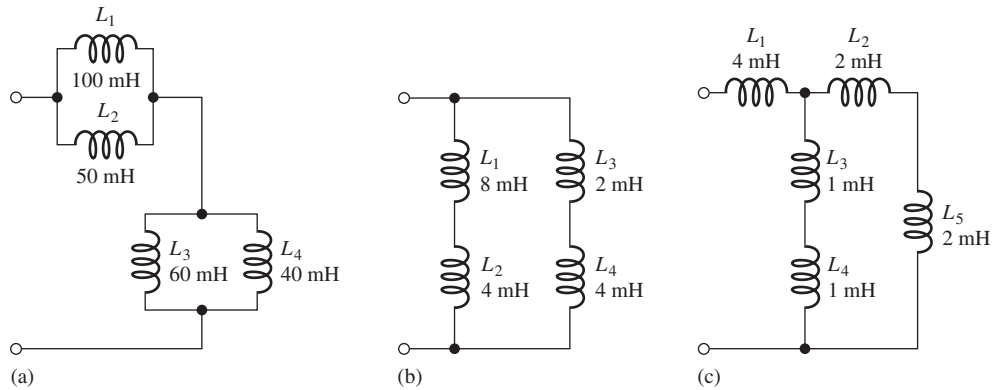 L1
100 mH
L2
50 mH
L3
60 mH
L4
40 mH
(a)
L1
8 mH
L3
2 mH
L2
4 mH
L4
4 mH
(b)
L1
4 mH
L2
2 mH
L3
1 mH
L5
2 mH
L4
1 mH
(c)